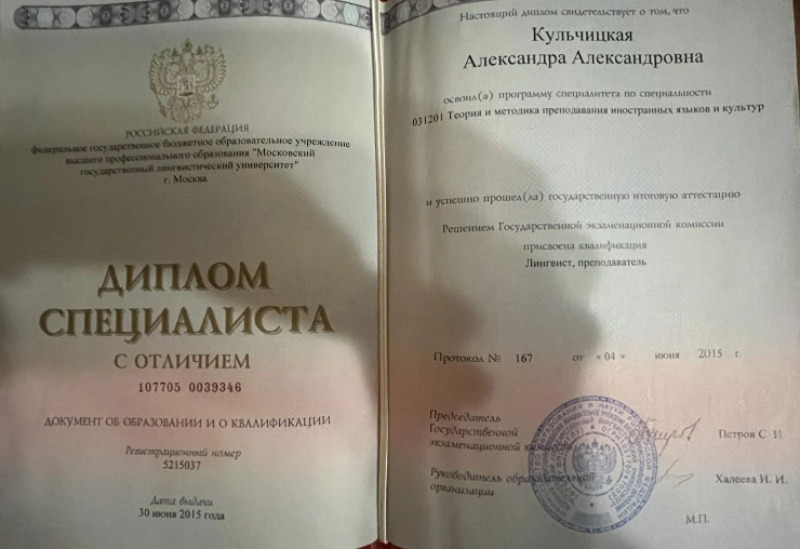 РОССИЙСКАЯ ФЕДЕРАЦИЯ
Федеральное государственное бюджетное образовательное учреждение
высшего профессионального образования "Московский
государственный лингвистический университет"
г. Москва
ДИПЛОМ
СПЕЦИАЛИСТА
С ОТЛИЧИЕМ
107705 0039346
ДОКУМЕНТ ОБ ОБРАЗОВАНИИ И О КВАЛИФИКАЦИИ
Регистрационный номер
5215037
Дата выдачи
30 июня 2015 года
Настоящий диплом свидетельствует о том, что
Кульчицкая
Александра Александровна
освоил(а) программу специалитета по специальности
031201 Теория и методика преподавания иностранных языков и культур
и успешно прошел(ла) государственную итоговую аттестацию
Решением Государственной экзаменационной комиссии
присвоена квалификация
Лингвист, преподаватель
Протокол № 167 от « 04 » июня 2015 г.
Председатель
Государственной
экзаменационной комиссии
Петров С. И.
Руководитель образовательной
организации
Халеева И. И.
М.П.